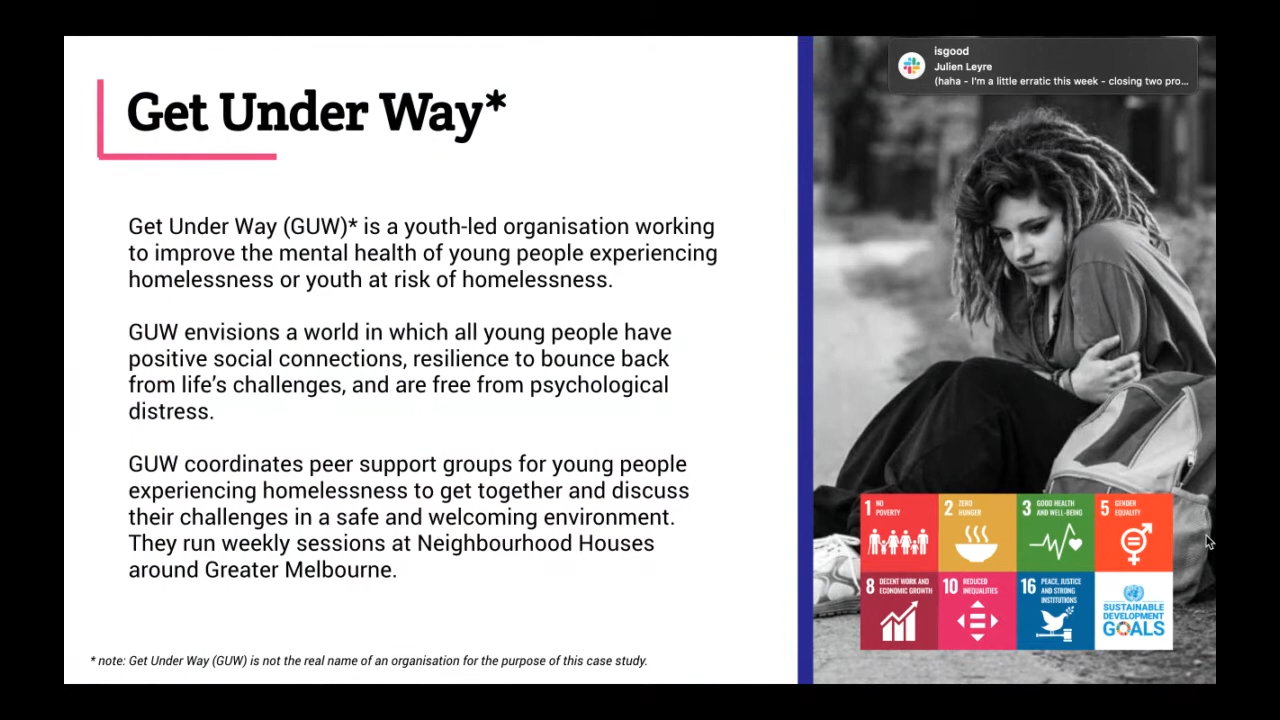 Get Under Way*
Get Under Way (GUW)* is a youth-led organisation working
to improve the mental health of young people experiencing
homelessness or youth at risk of homelessness.
GUW envisions a world in which all young people have
positive social connections, resilience to bounce back
from life’s challenges, and are free from psychological
distress.
GUW coordinates peer support groups for young people
experiencing homelessness to get together and discuss
their challenges in a safe and welcoming environment.
They run weekly sessions at Neighbourhood Houses
around Greater Melbourne.
* note: Get Under Way (GUW) is not the real name of an organisation for the purpose of this case study.
isgood
Julien Leyre
(haha - I'm a little erratic this week - closing two pro...
1 NO
POVERTY
2 ZERO
HUNGER
3 GOOD HEALTH
AND WELL-BEING
5 GENDER
EQUALITY
8 DECENT WORK AND
ECONOMIC GROWTH
10 REDUCED
INEQUALITIES
16 PEACE, JUSTICE
AND STRONG
INSTITUTIONS
SUSTAINABLE
DEVELOPMENT
GOALS